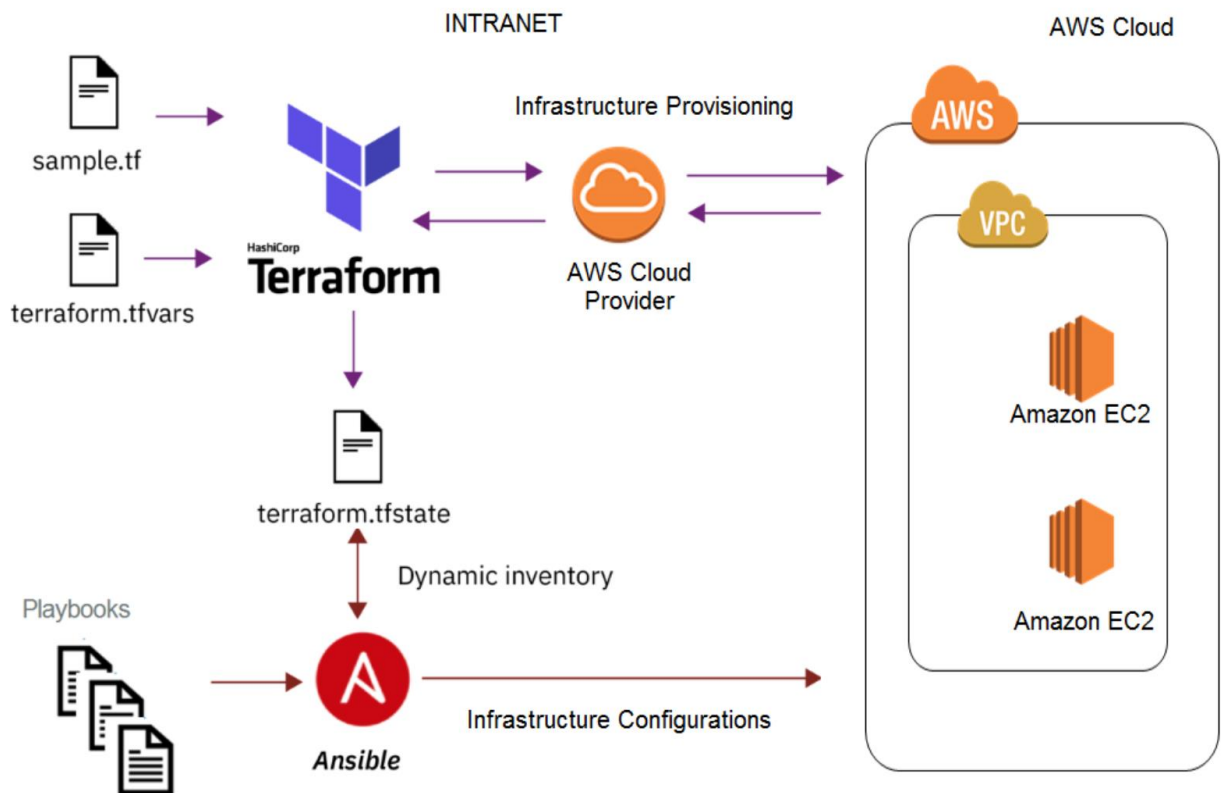 INTRANET
AWS Cloud
AWS
Infrastructure Provisioning
sample.tf
VPC
HashiCorp
Terraform
AWS Cloud
Provider
terraform.tfvars
Amazon EC2
terraform.tfstate
Dynamic inventory
Playbooks
Amazon EC2
Infrastructure Configurations
Ansible